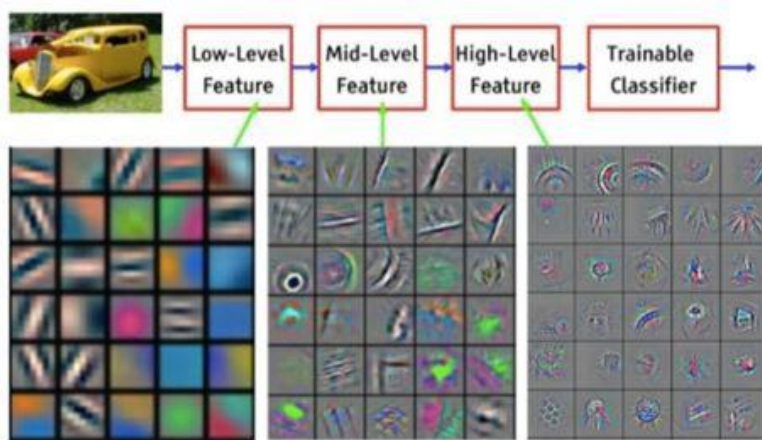 Low-Level
Feature
Mid-Level
Feature
High-Level
Feature
Trainable
Classifier